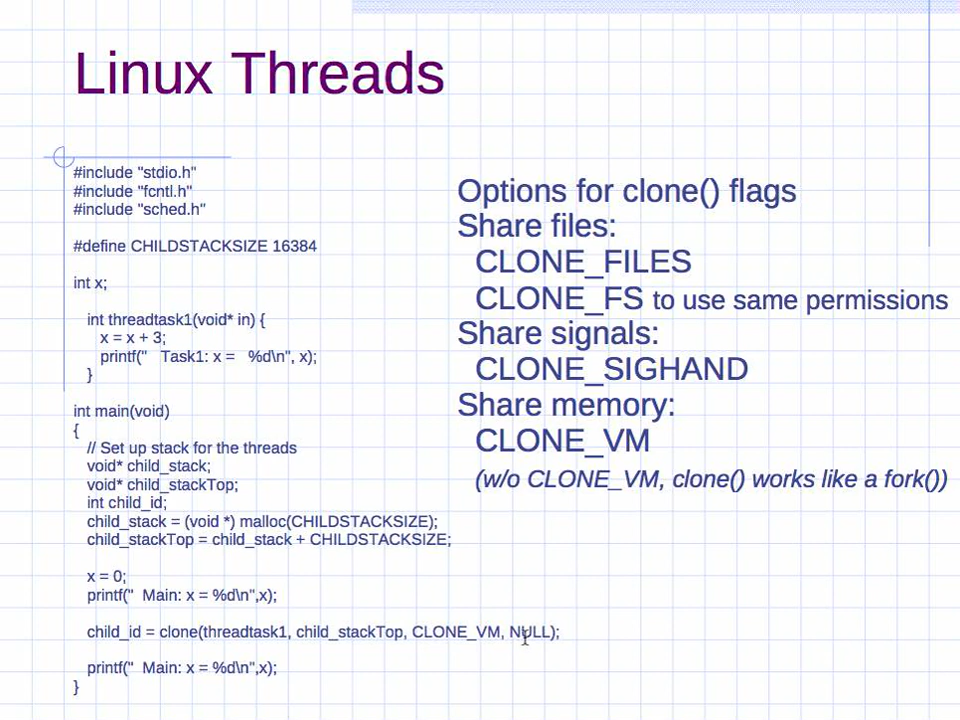 Linux Threads
#include "stdio.h"
#include "fcntl.h"
#include "sched.h"
#define CHILDSTACKSIZE 16384
int x;
int threadtask1(void* in) {
x = x + 3;
printf("   Task1: x =   %d\n", x);
}
int main(void)
{
// Set up stack for the threads
void* child_stack;
void* child_stackTop;
int child_id;
child_stack = (void *) malloc(CHILDSTACKSIZE);
child_stackTop = child_stack + CHILDSTACKSIZE;
x = 0;
printf("  Main: x = %d\n",x);
child_id = clone(threadtask1, child_stackTop, CLONE_VM, NULL);
printf("  Main: x = %d\n",x);
}
Options for clone() flags
Share files:
CLONE_FILES
CLONE_FS to use same permissions
Share signals:
CLONE_SIGHAND
Share memory:
CLONE_VM
(w/o CLONE_VM, clone() works like a fork())